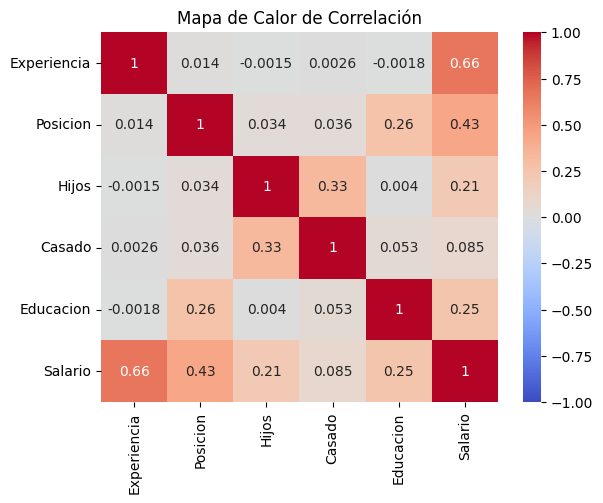 Mapa de Calor de Correlación
Experiencia 1 0.014 -0.0015 0.0026 -0.0018 0.66
Posicion 0.014 1 0.034 0.036 0.26 0.43
Hijos -0.0015 0.034 1 0.33 0.004 0.21
Casado 0.0026 0.036 0.33 1 0.053 0.085
Educacion -0.0018 0.26 0.004 0.053 1 0.25
Salario 0.66 0.43 0.21 0.085 0.25 1
Experiencia Posicion Hijos Casado Educacion Salario
1.00
0.75
0.50
0.25
0.00
−0.25
−0.50
−0.75
−1.00